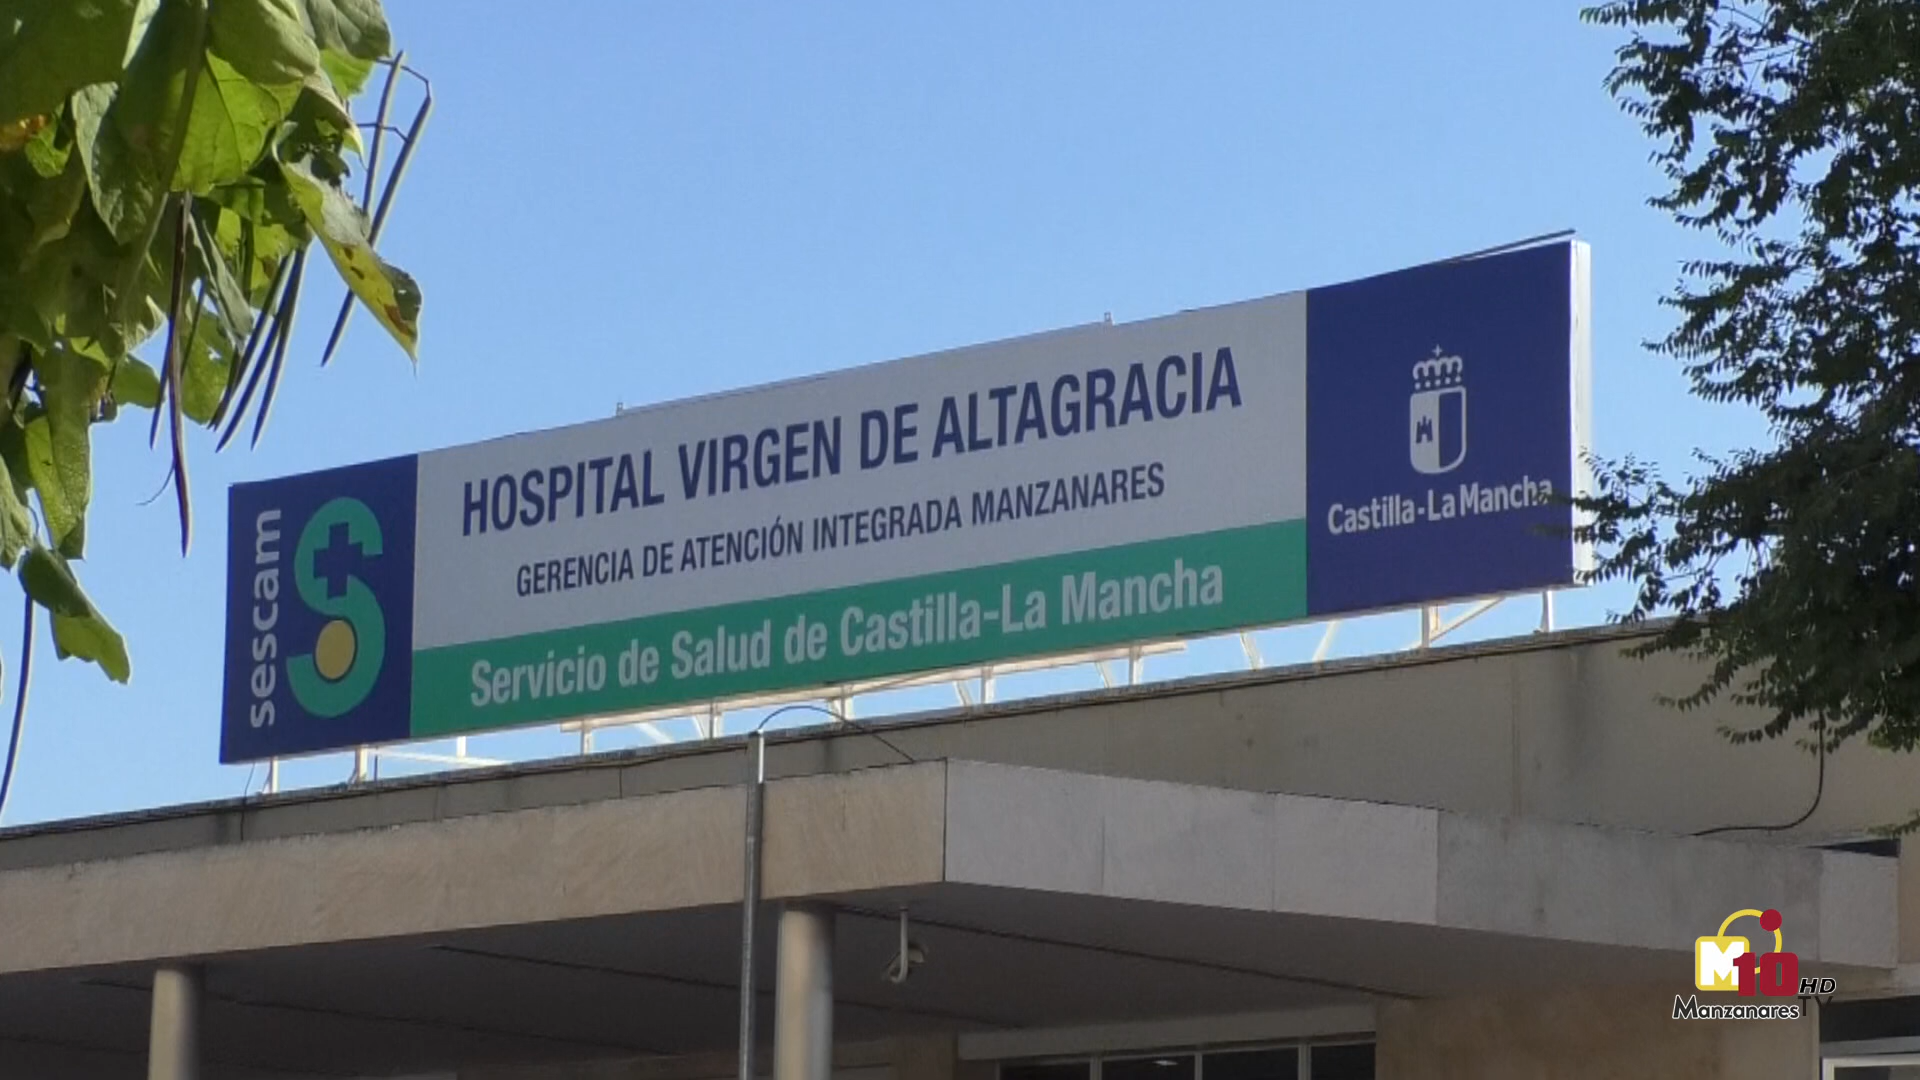 sescam
HOSPITAL VIRGEN DE ALTAGRACIA
GERENCIA DE ATENCIÓN INTEGRADA MANZANARES
Servicio de Salud de Castilla-La Mancha
Castilla-La Mancha
M10 HD
Manzanares TV